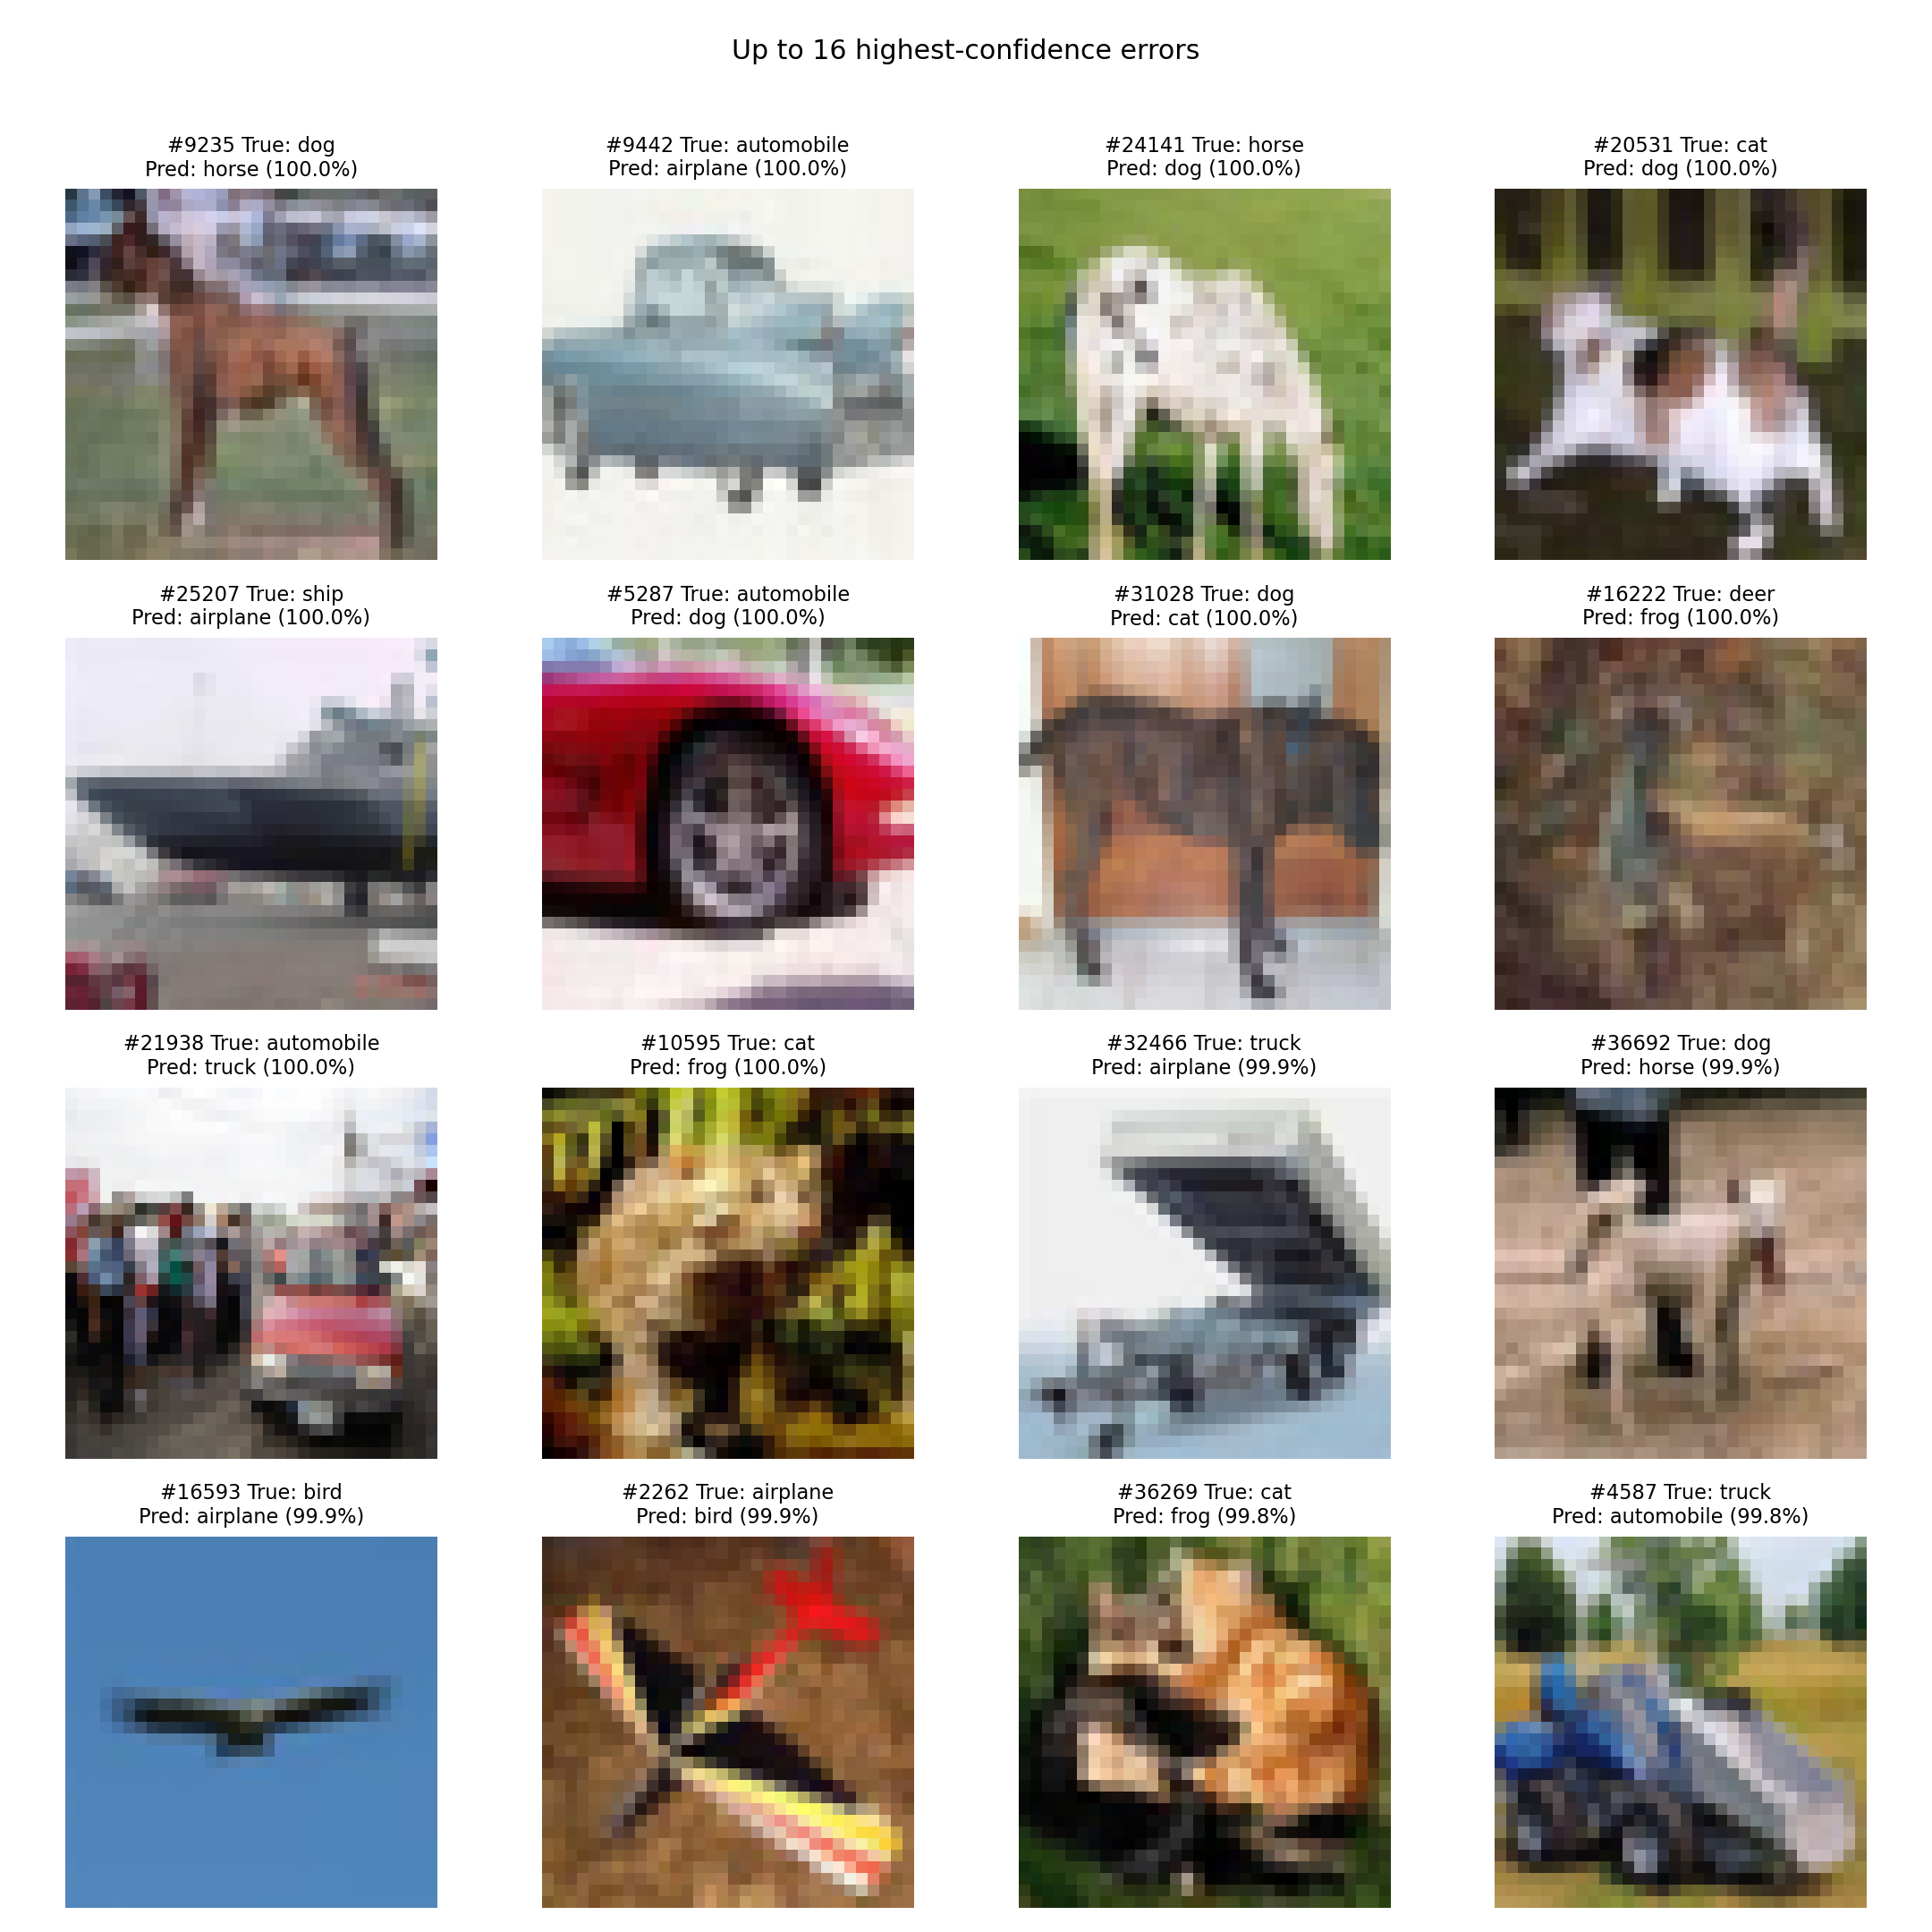 Up to 16 highest-confidence errors
#9235 True: dog
Pred: horse (100.0%)
#9442 True: automobile
Pred: airplane (100.0%)
#24141 True: horse
Pred: dog (100.0%)
#20531 True: cat
Pred: dog (100.0%)
#25207 True: ship
Pred: airplane (100.0%)
#5287 True: automobile
Pred: dog (100.0%)
#31028 True: dog
Pred: cat (100.0%)
#16222 True: deer
Pred: frog (100.0%)
#21938 True: automobile
Pred: truck (100.0%)
#10595 True: cat
Pred: frog (100.0%)
#32466 True: truck
Pred: airplane (99.9%)
#36692 True: dog
Pred: horse (99.9%)
#16593 True: bird
Pred: airplane (99.9%)
#2262 True: airplane
Pred: bird (99.9%)
#36269 True: cat
Pred: frog (99.8%)
#4587 True: truck
Pred: automobile (99.8%)